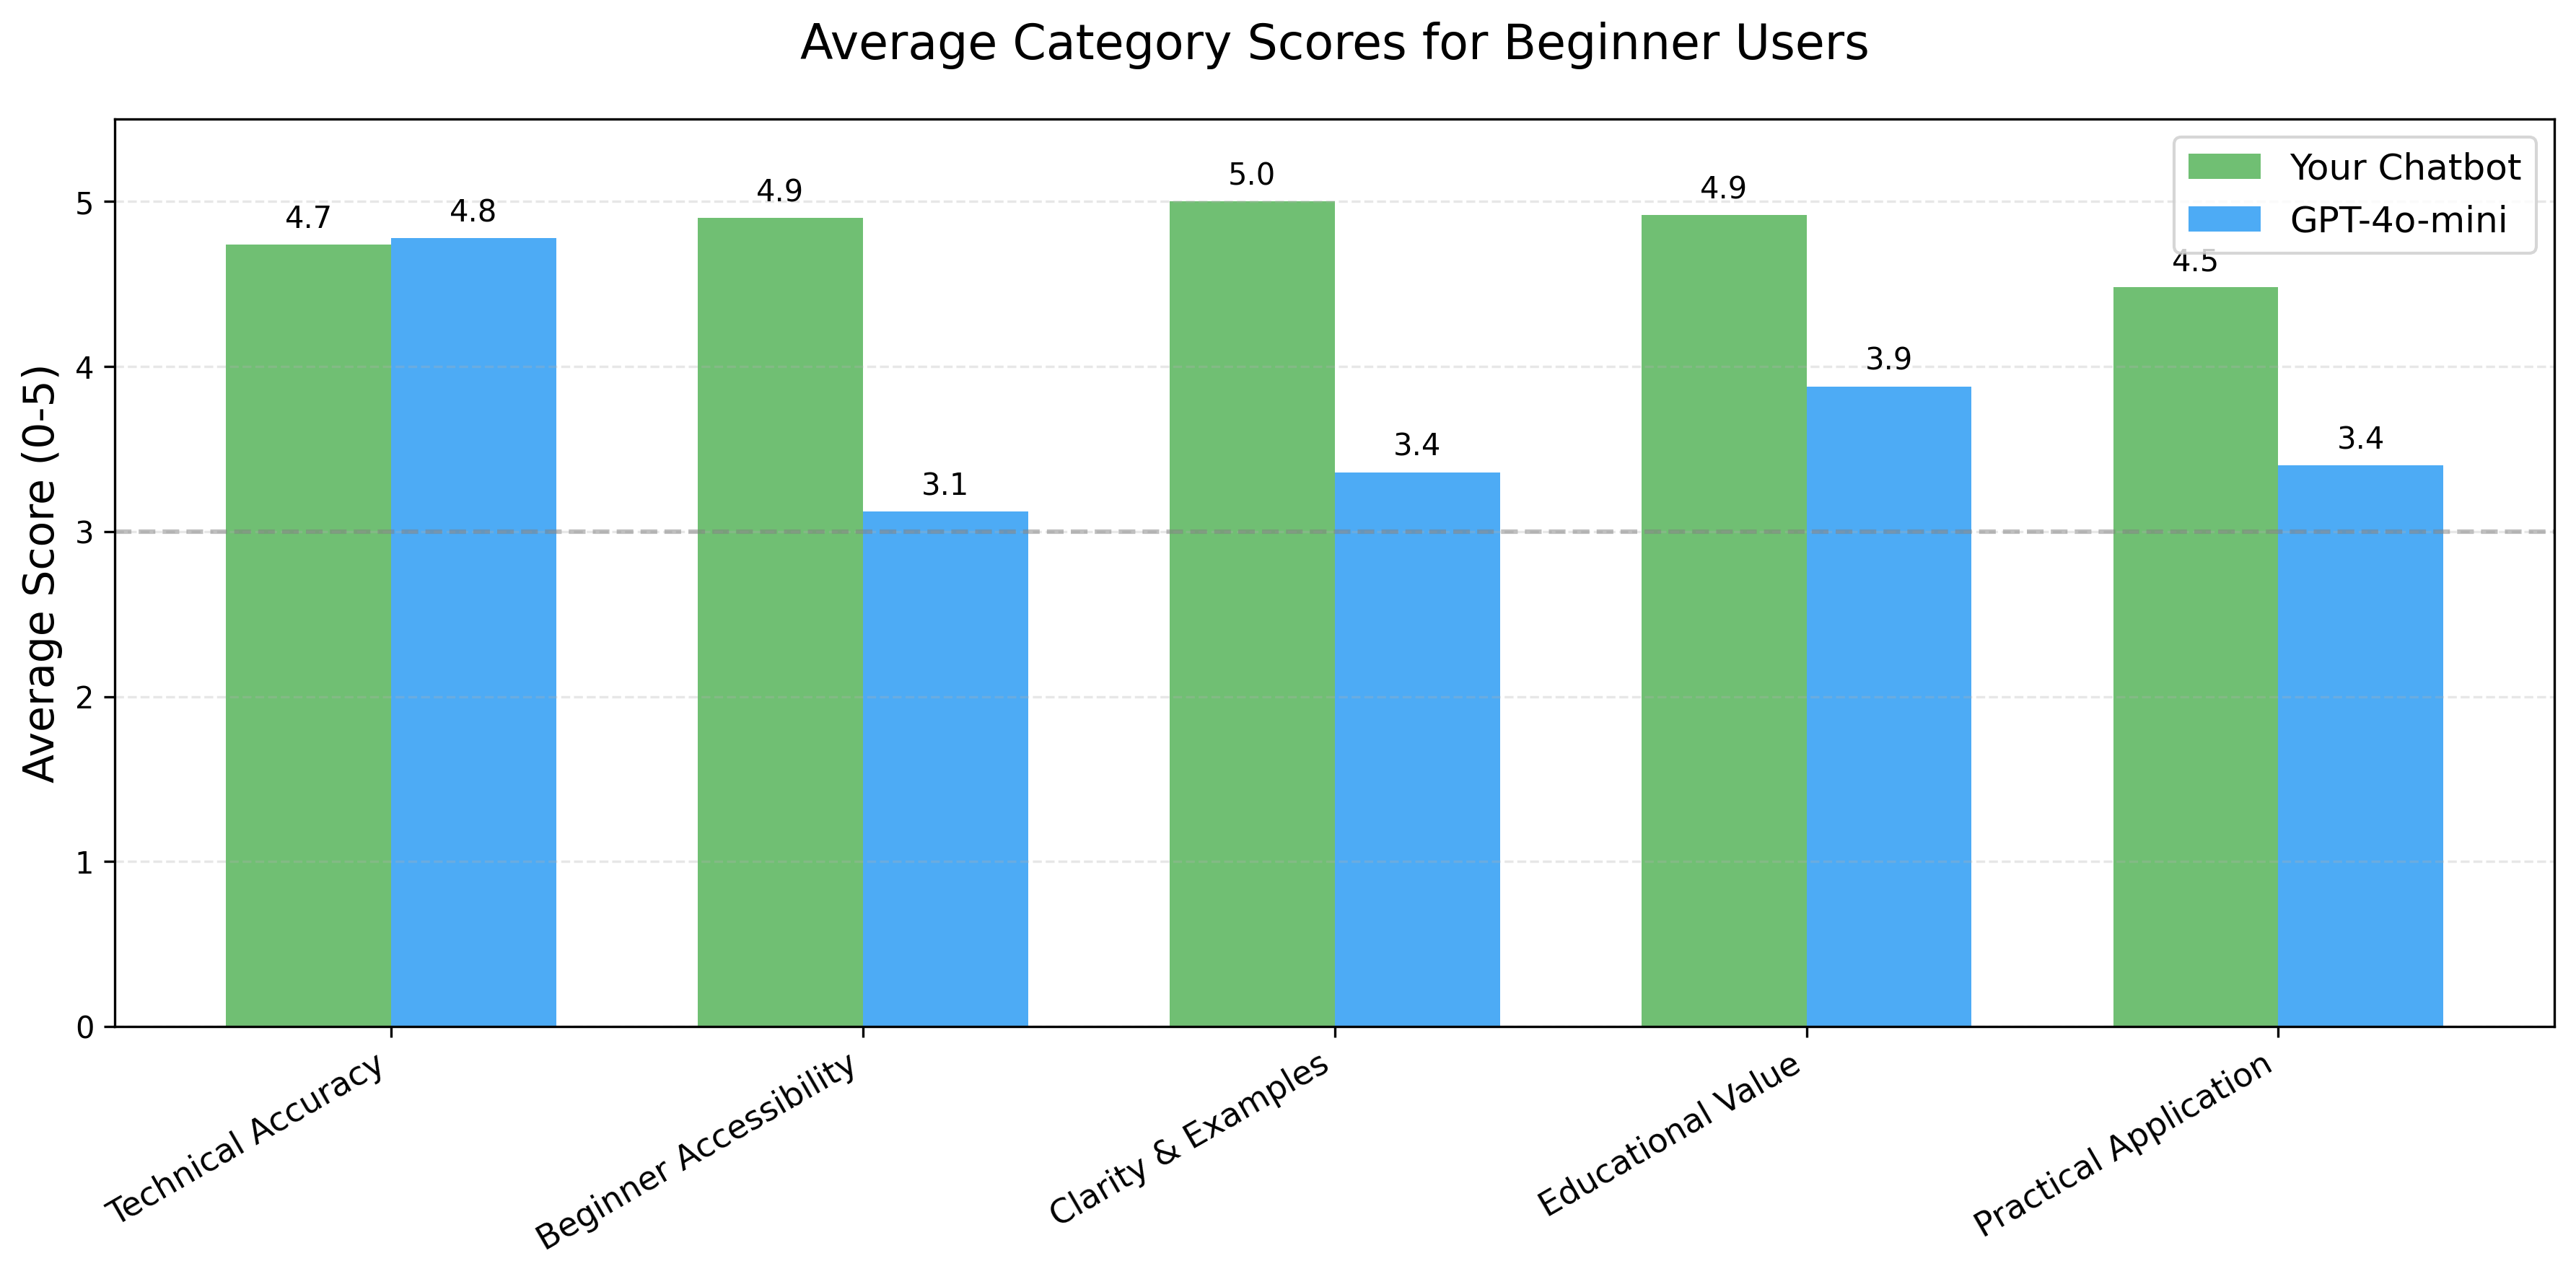 Average Category Scores for Beginner Users
Your Chatbot
GPT-4o-mini
Average Score (0-5)
5
4
3
2
1
0
4.7
4.8
4.9
3.1
5.0
3.4
4.9
3.9
4.5
3.4
Technical Accuracy
Beginner Accessibility
Clarity & Examples
Educational Value
Practical Application